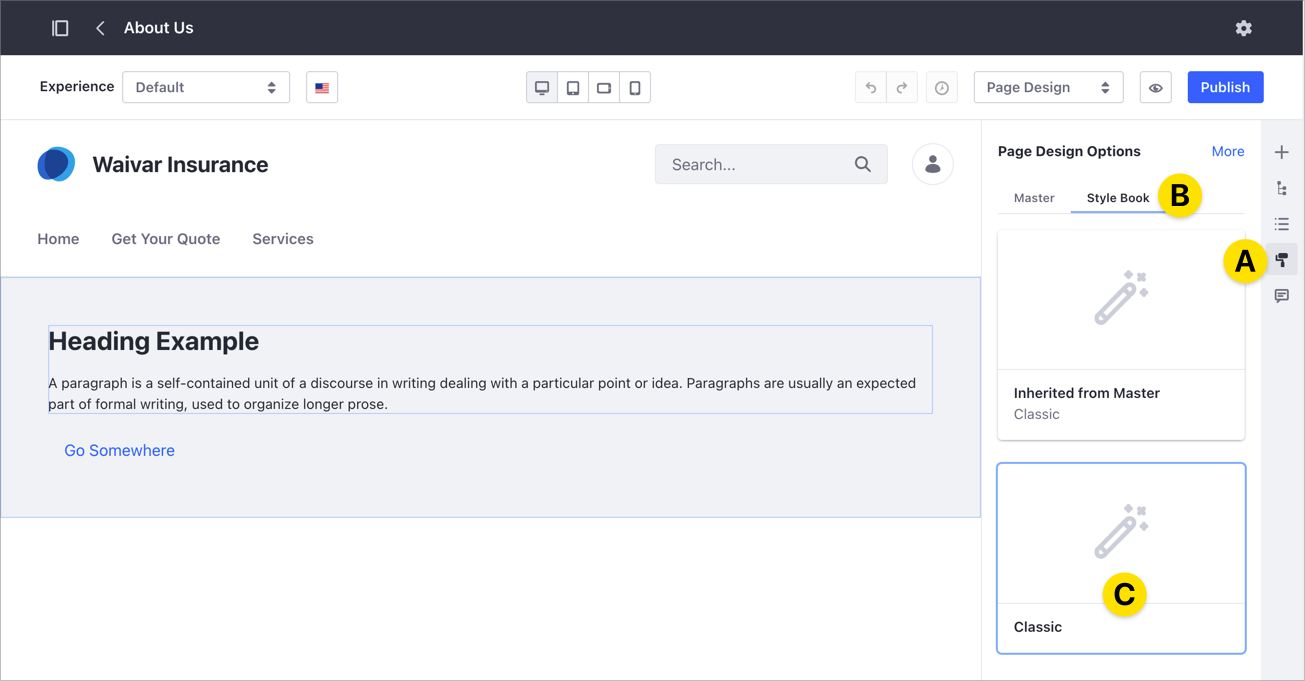 About Us
Experience
Default
Page Design
Publish
Waivar Insurance
Search...
Home
Get Your Quote
Services
Heading Example
A paragraph is a self-contained unit of a discourse in writing dealing with a particular point or idea. Paragraphs are usually an expected
part of formal writing, used to organize longer prose.
Go Somewhere
Page Design Options
More
Master
Style Book
B
A
Inherited from Master
Classic
C
Classic